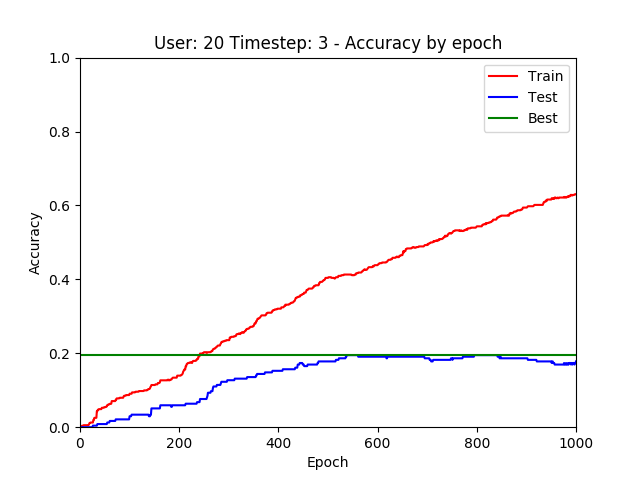 User: 20 Timestep: 3 - Accuracy by epoch
1.0
0.8
0.6
0.4
0.2
0.0
Accuracy
Train
Test
Best
0 200 400 600 800 1000
Epoch